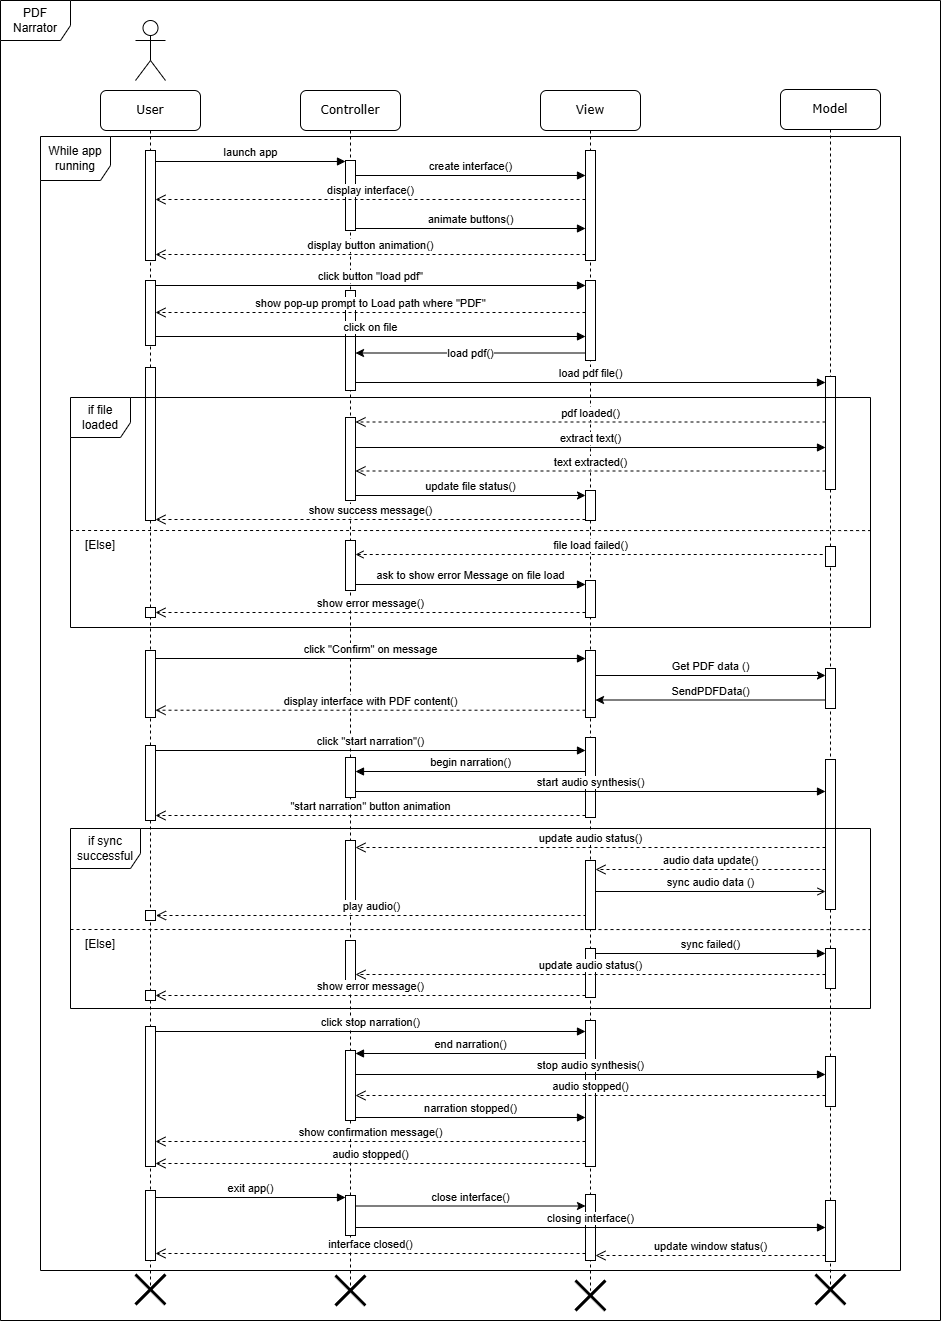 PDF
Narrator
User
Controller
View
Model
While app
running
launch app
create interface()
display interface()
animate buttons()
display button animation()
click button "load pdf"
show pop-up prompt to Load path where "PDF"
click on file
load pdf()
load pdf file()
if file
loaded
pdf loaded()
extract text()
text extracted()
update file status()
show success message()
[Else]
file load failed()
ask to show error Message on file load
show error message()
click "Confirm" on message
Get PDF data ()
SendPDFData()
display interface with PDF content()
click "start narration"()
begin narration()
start audio synthesis()
"start narration" button animation
if sync
successful
update audio status()
audio data update()
sync audio data ()
play audio()
[Else]
sync failed()
update audio status()
show error message()
click stop narration()
end narration()
stop audio synthesis()
audio stopped()
narration stopped()
show confirmation message()
audio stopped()
exit app()
close interface()
closing interface()
interface closed()
update window status()